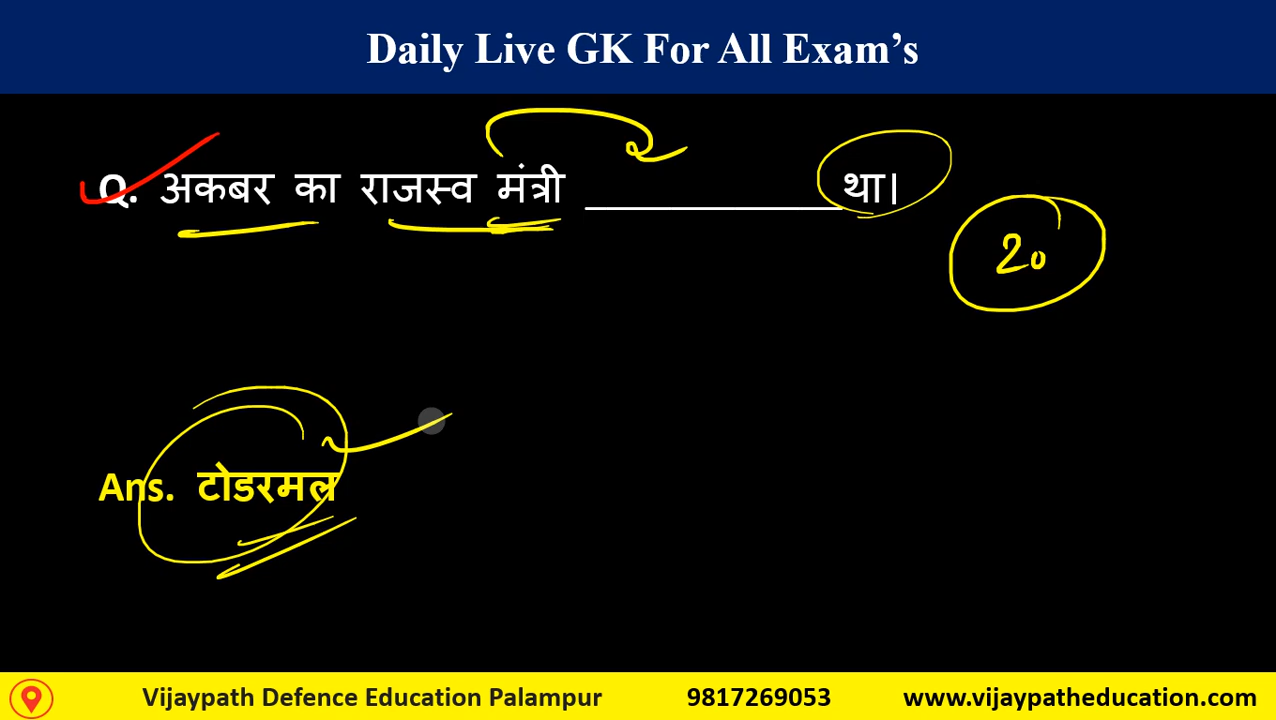 Daily Live GK For All Exam’s
Q. अकबर का राजस्व मंत्री ____________ था।
20
Ans. टोडरमल
Vijaypath Defence Education Palampur 9817269053 www.vijaypatheducation.com